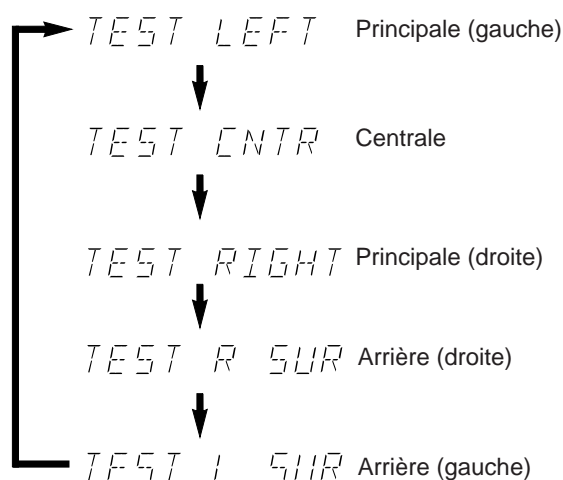 TEST LEFT Principale (gauche)
TEST CNTR Centrale
TEST RIGHT Principale (droite)
TEST R SUR Arrière (droite)
TEST L SUR Arrière (gauche)